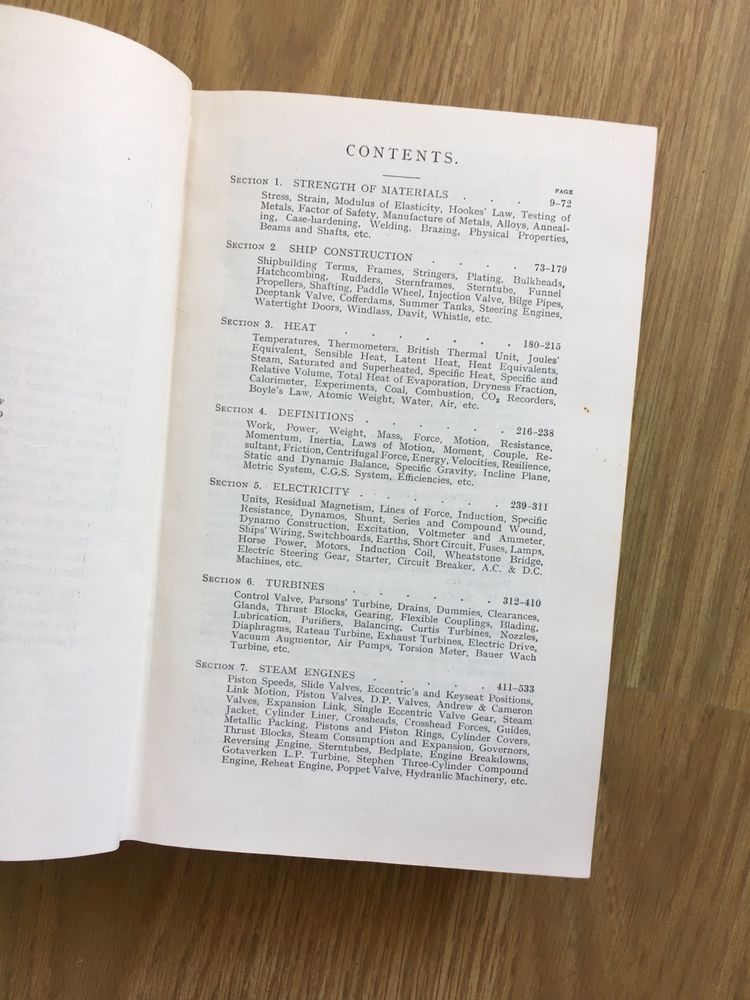 CONTENTS.
PAGE
SECTION 1. STRENGTH OF MATERIALS . . . 9–72
Stress, Strain, Modulus of Elasticity, Hookes' Law, Testing of
Metals, Factor of Safety, Manufacture of Metals, Alloys, Anneal-
ing, Case-hardening, Welding, Brazing, Physical Properties,
Beams and Shafts, etc.
SECTION 2. SHIP CONSTRUCTION . . . . 73–179
Shipbuilding Terms, Frames, Stringers, Plating, Bulkheads,
Hatchcombing, Rudders, Sternframes, Sterntube, Funnel
Propellers, Shafting, Paddle Wheel, Injection Valve, Bilge Pipes,
Deeptank Valve, Cofferdams, Summer Tanks, Steering Engines,
Watertight Doors, Windlass, Davit, Whistle, etc.
SECTION 3. HEAT . . . . . . . 180–215
Temperatures, Thermometers, British Thermal Unit, Joules'
Equivalent, Sensible Heat, Latent Heat, Heat Equivalents,
Steam, Saturated and Superheated, Specific Heat, Specific and
Relative Volume, Total Heat of Evaporation, Dryness Fraction,
Calorimeter, Experiments, Coal, Combustion, CO₂ Recorders,
Boyle's Law, Atomic Weight, Water, Air, etc.
SECTION 4. DEFINITIONS . . . . . . 216–238
Work, Power, Weight, Mass, Force, Motion, Resistance,
Momentum, Inertia, Laws of Motion, Moment, Couple, Re-
sultant, Friction, Centrifugal Force, Energy, Velocities, Resilience,
Static and Dynamic Balance, Specific Gravity, Incline Plane,
Metric System, C.G.S. System, Efficiencies, etc.
SECTION 5. ELECTRICITY . . . . . . 239–311
Units, Residual Magnetism, Lines of Force, Induction, Specific
Resistance, Dynamos, Shunt, Series and Compound Wound,
Dynamo Construction, Excitation, Voltmeter and Ammeter,
Ships' Wiring, Switchboards, Earths, Short Circuit, Fuses, Lamps,
Horse Power, Motors, Induction Coil, Wheatstone Bridge,
Electric Steering Gear, Starter, Circuit Breaker, A.C. & D.C.
Machines, etc.
SECTION 6. TURBINES . . . . . . 312–410
Control Valve, Parsons' Turbine, Drains, Dummies, Clearances,
Glands, Thrust Blocks, Gearing, Flexible Couplings, Blading,
Lubrication, Purifiers, Balancing, Curtis Turbines, Nozzles,
Diaphragms, Rateau Turbine, Exhaust Turbines, Electric Drive,
Vacuum Augmentor, Air Pumps, Torsion Meter, Bauer Wach
Turbine, etc.
SECTION 7. STEAM ENGINES . . . . . 411–533
Piston Speeds, Slide Valves, Eccentric's and Keyseat Positions,
Link Motion, Piston Valves, D.P. Valves, Andrew & Cameron
Valves, Expansion Link, Single Eccentric Valve Gear, Steam
Jacket, Cylinder Liner, Crossheads, Crosshead Forces, Guides,
Metallic Packing, Pistons and Piston Rings, Cylinder Covers,
Thrust Blocks, Steam Consumption and Expansion, Governors,
Reversing Engine, Sterntubes, Bedplate, Engine Breakdowns,
Gotaverken L.P. Turbine, Stephen Three-Cylinder Compound
Engine, Reheat Engine, Poppet Valve, Hydraulic Machinery, etc.